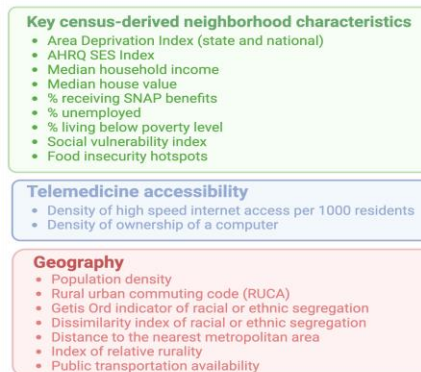 Key census-derived neighborhood characteristics
• Area Deprivation Index (state and national)
• AHRQ SES Index
• Median household income
• Median house value
• % receiving SNAP benefits
• % unemployed
• % living below poverty level
• Social vulnerability index
• Food insecurity hotspots
Telemedicine accessibility
• Density of high speed internet access per 1000 residents
• Density of ownership of a computer
Geography
• Population density
• Rural urban commuting code (RUCA)
• Getis Ord indicator of racial or ethnic segregation
• Dissimilarity index of racial or ethnic segregation
• Distance to the nearest metropolitan area
• Index of relative rurality
• Public transportation availability